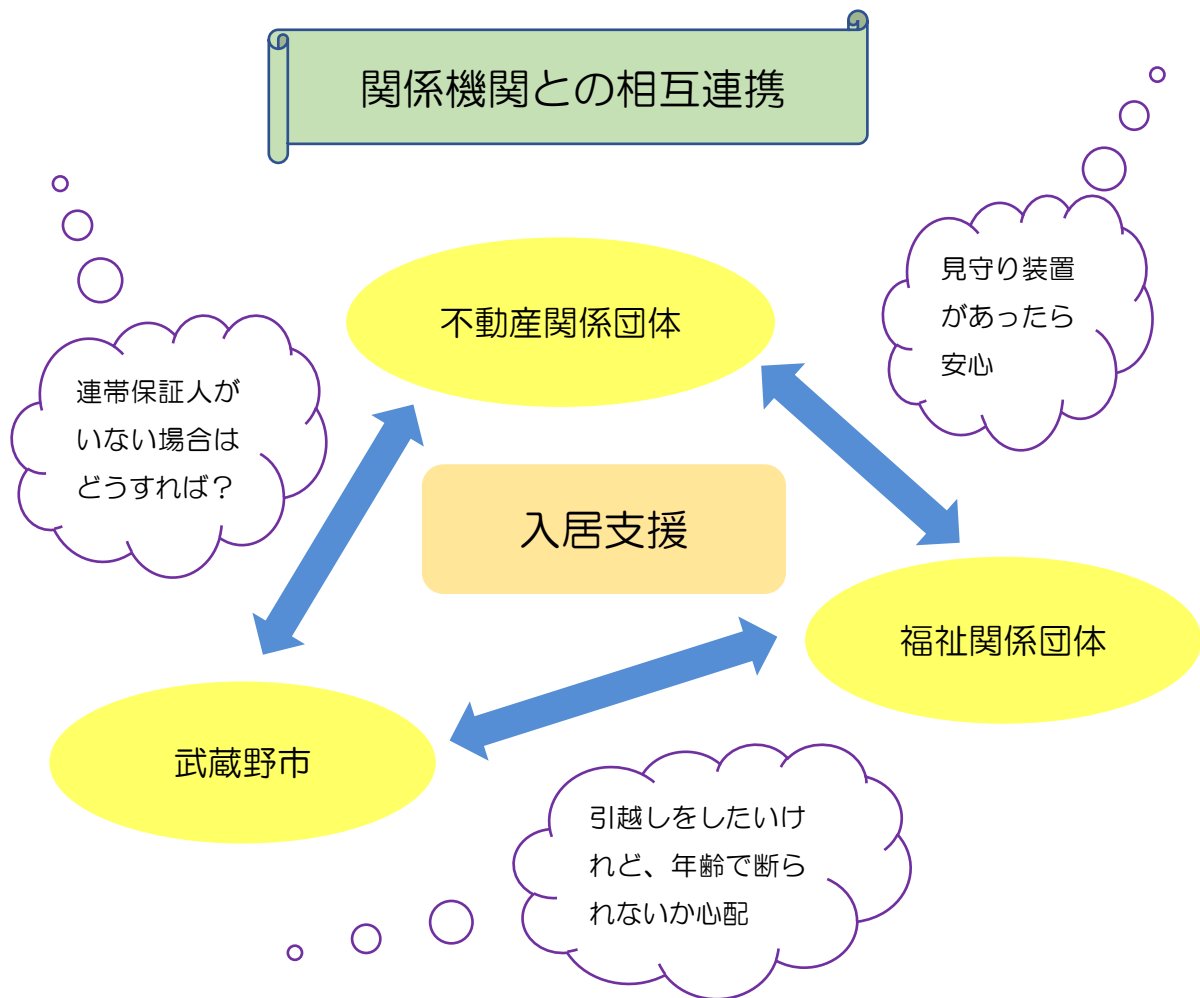 関係機関との相互連携
見守り装置
があったら
安心
不動産関係団体
連帯保証人が
いない場合は
どうすれば？
入居支援
福祉関係団体
武蔵野市
引越しをしたいけ
れど、年齢で断ら
れないか心配